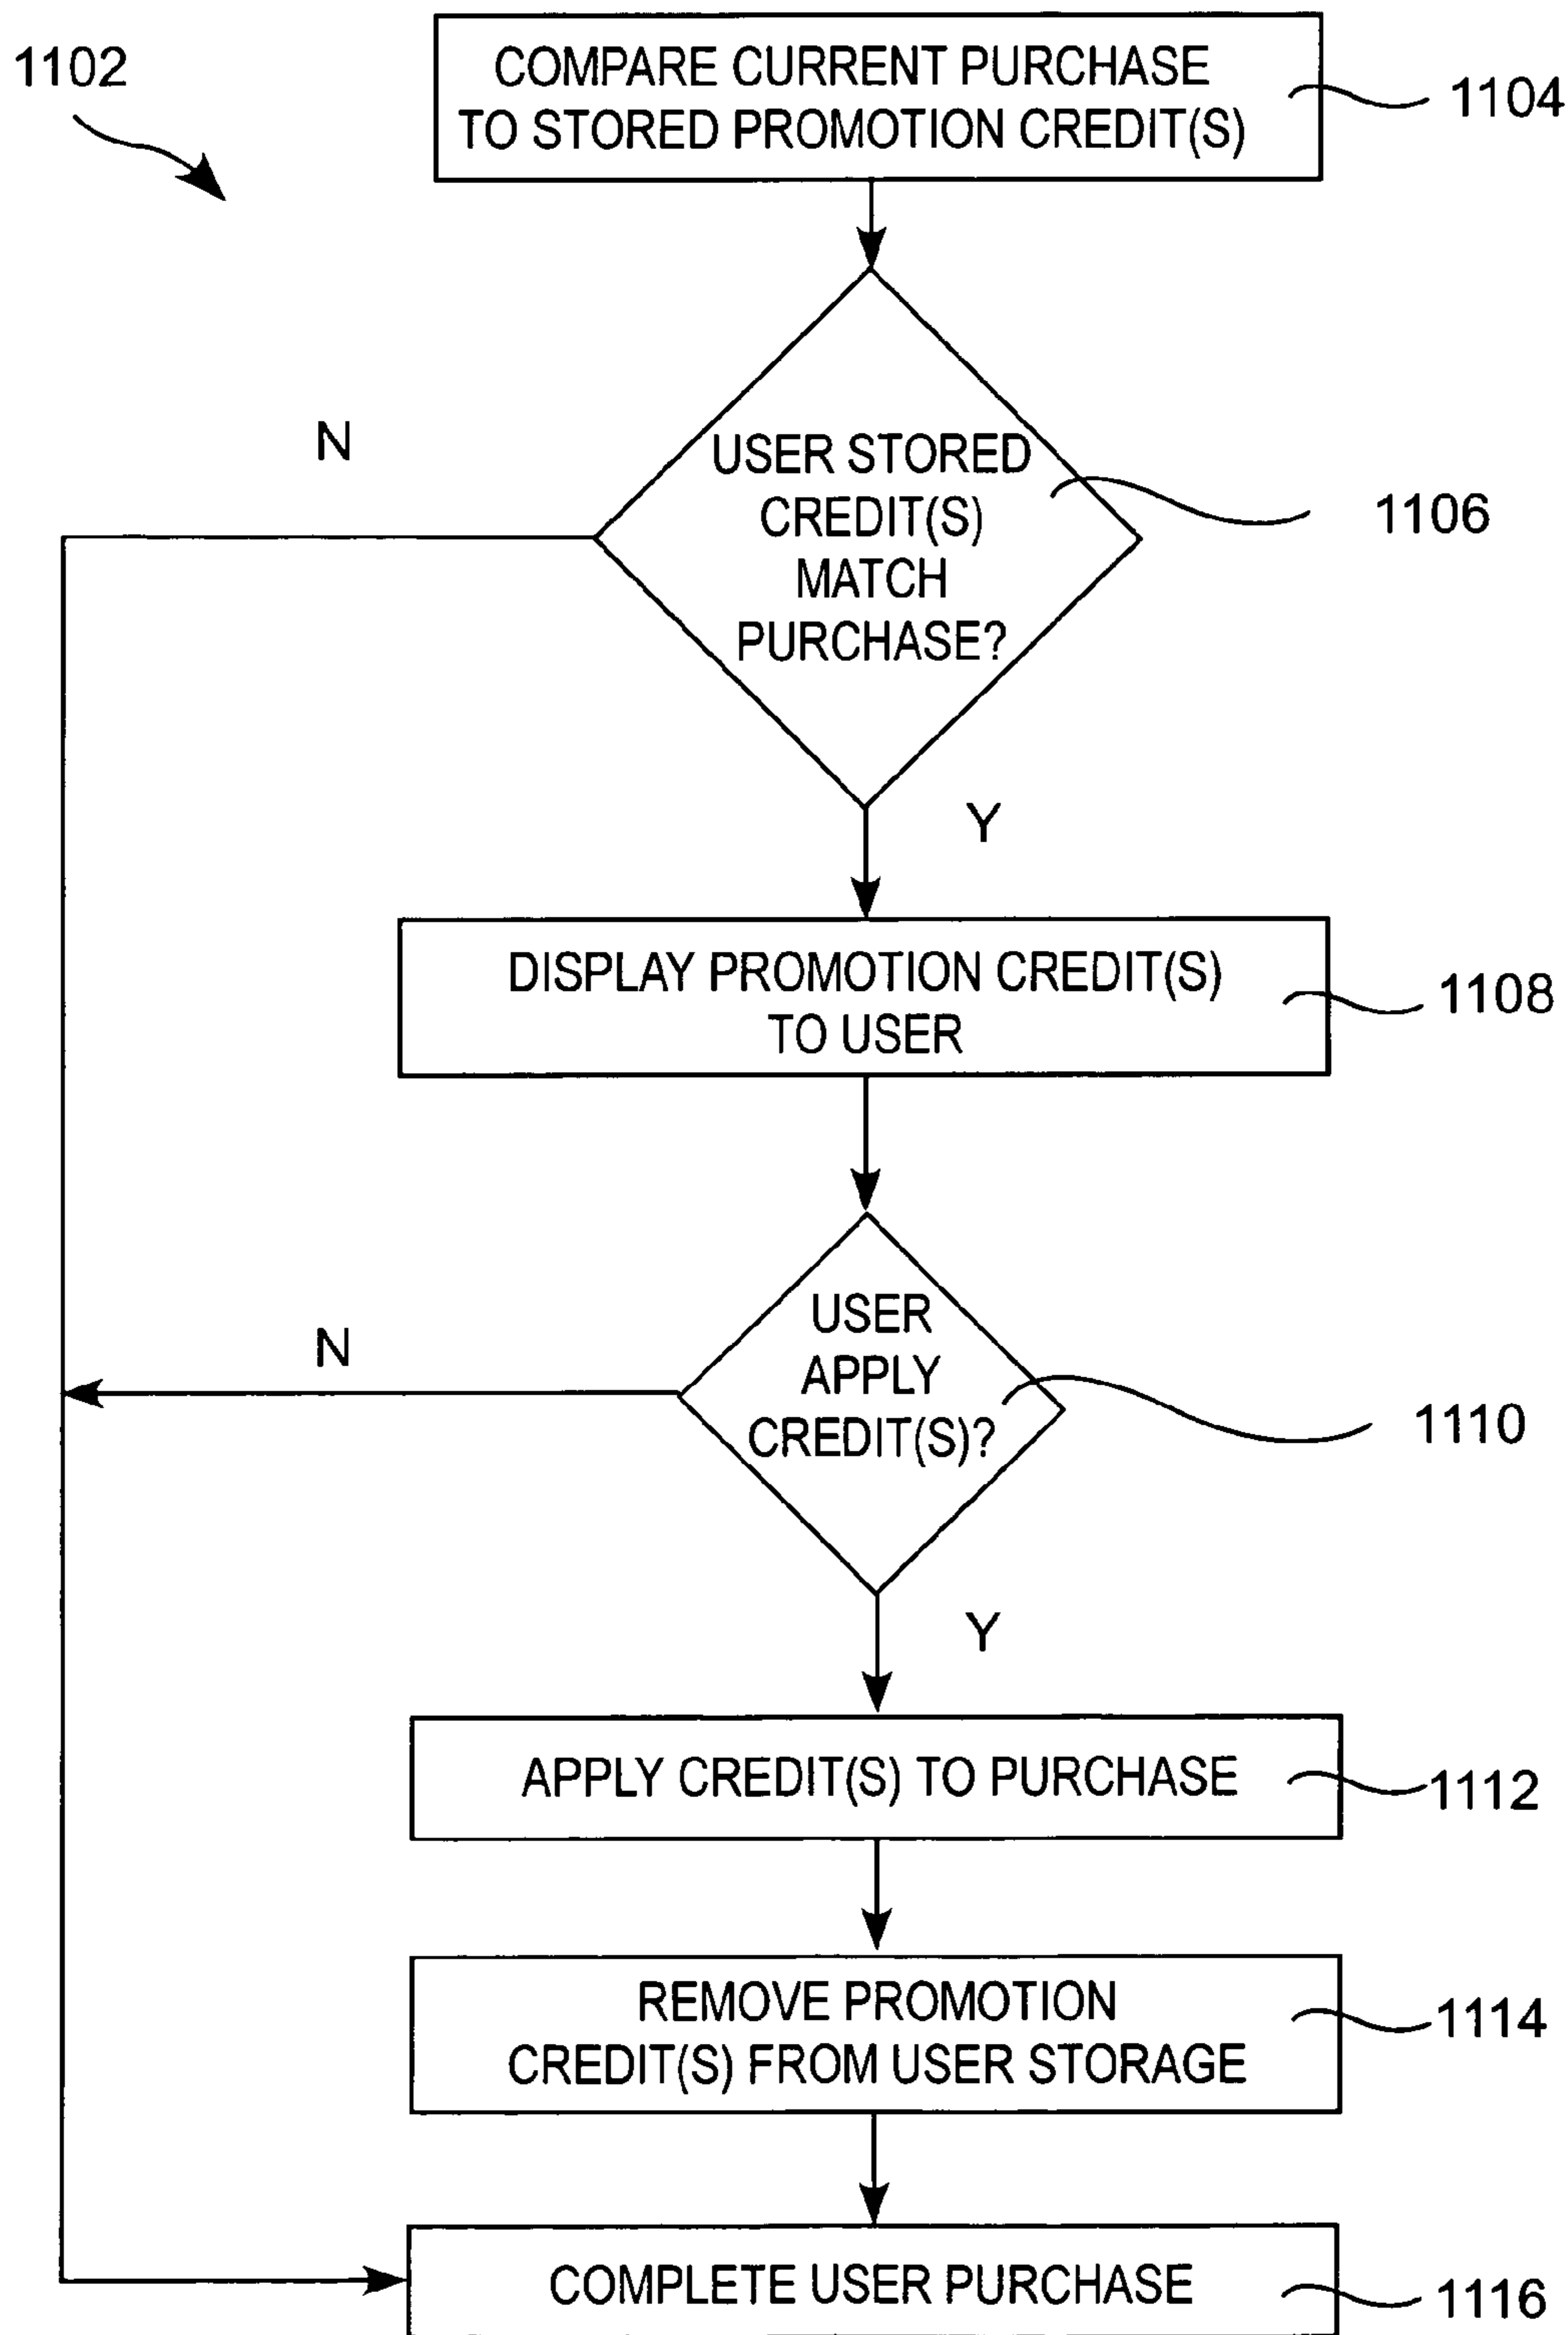 1102
COMPARE CURRENT PURCHASE
TO STORED PROMOTION CREDIT(S)
1104
N
USER STORED
CREDIT(S)
MATCH
PURCHASE?
1106
Y
DISPLAY PROMOTION CREDIT(S)
TO USER
1108
N
USER
APPLY
CREDIT(S)?
1110
Y
APPLY CREDIT(S) TO PURCHASE
1112
REMOVE PROMOTION
CREDIT(S) FROM USER STORAGE
1114
COMPLETE USER PURCHASE
1116